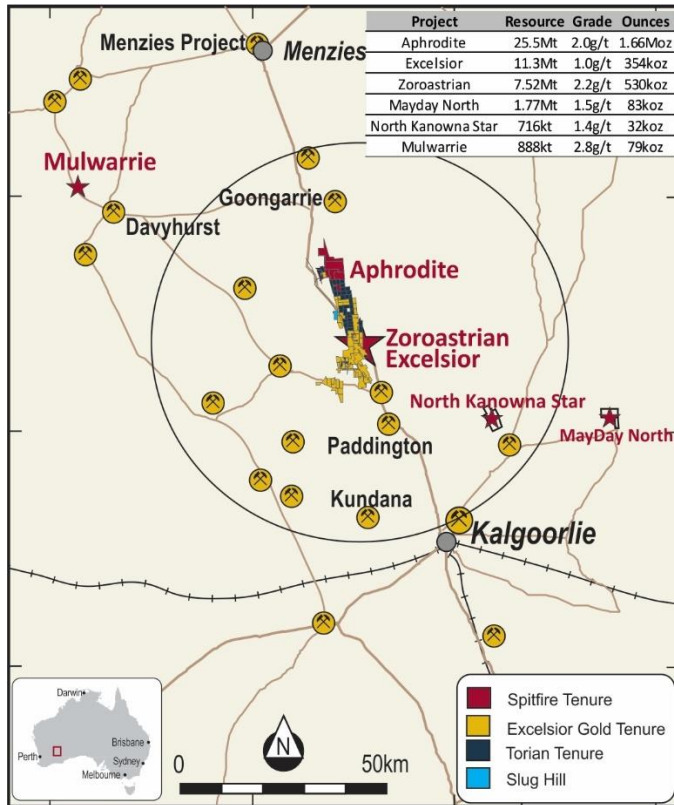 Project Resource Grade Ounces
Aphrodite 25.5Mt 2.0g/t 1.66Moz
Excelsior 11.3Mt 1.0g/t 354koz
Zoroastrian 7.52Mt 2.2g/t 530koz
Mayday North 1.77Mt 1.5g/t 83koz
North Kanowna Star 716kt 1.4g/t 32koz
Mulwarrie 888kt 2.8g/t 79koz
Menzies Project
Menzies
Mulwarrie
Goongarrie
Davyhurst
Aphrodite
Zoroastrian
Excelsior
North Kanowna Star
MayDay North
Paddington
Kundana
Kalgoorlie
Darwin
Brisbane
Perth
Sydney
Melbourne
N
0 50km
Spitfire Tenure
Excelsior Gold Tenure
Torian Tenure
Slug Hill